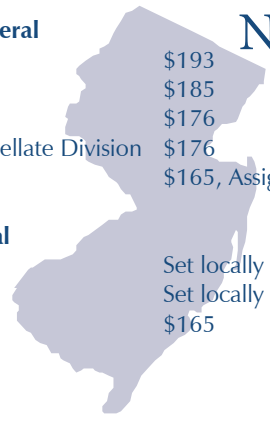 eral
N
$193
$185
$176
ellate Division $176
$165, Assig
al
Set locally
Set locally
$165